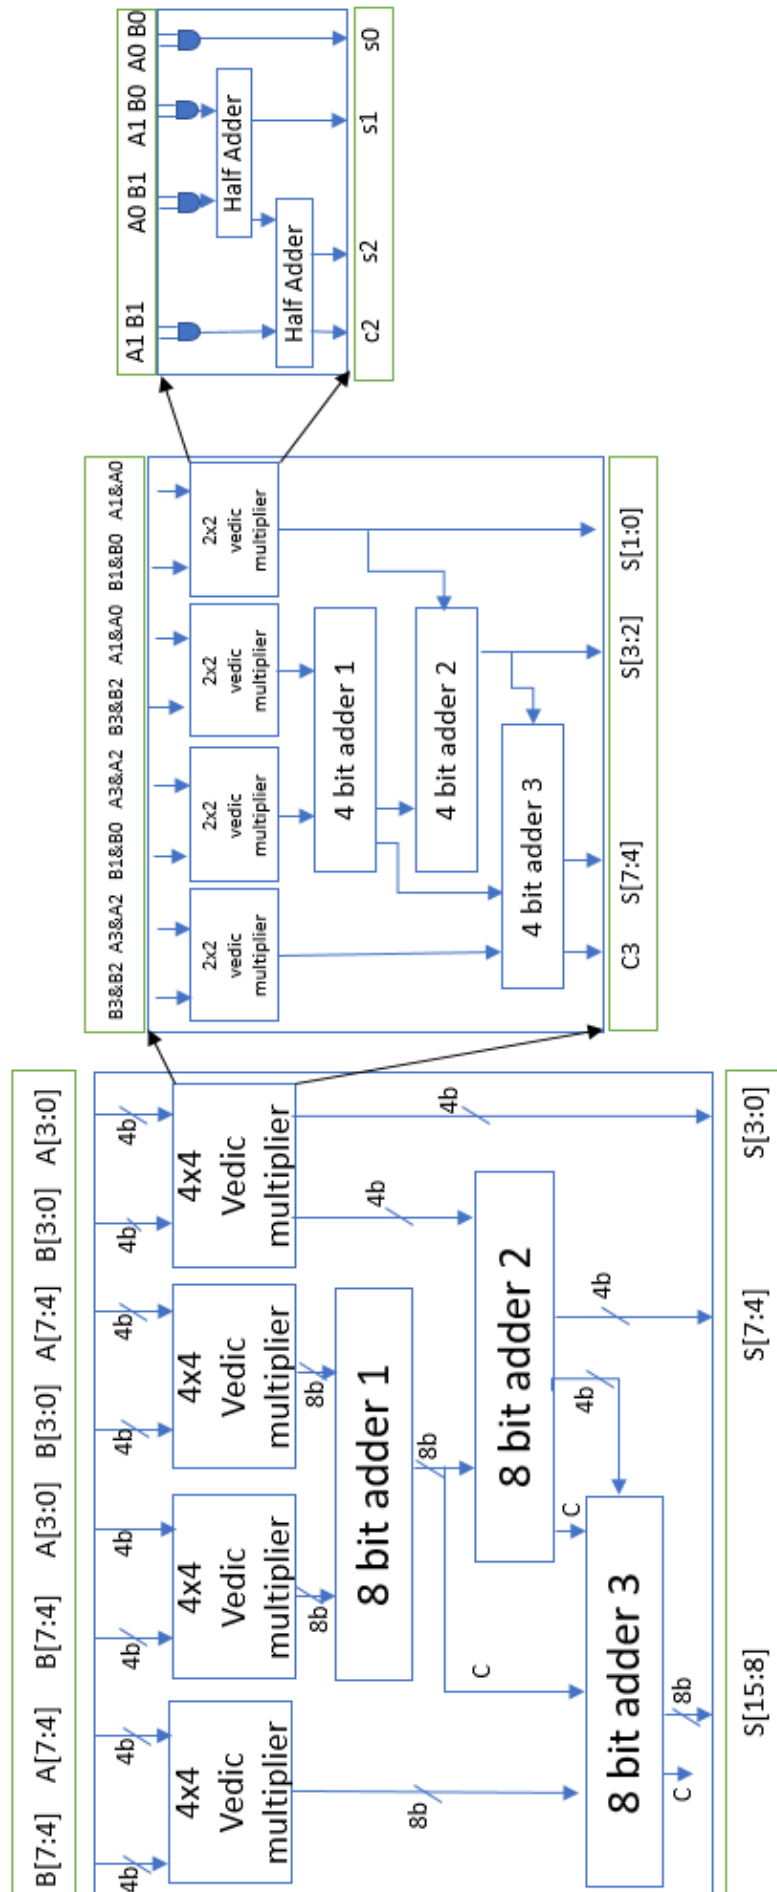 B[7:4] A[7:4] B[7:4] A[3:0] B[3:0] A[7:4] B[3:0] A[3:0]
4b 4b 4b 4b 4b 4b 4b 4b
4x4
Vedic
multiplier
4x4
Vedic
multiplier
4x4
Vedic
multiplier
4x4
Vedic
multiplier
8b 8b 8b 4b 4b
8 bit adder 1
8b
C
8 bit adder 2
C 4b 4b
8 bit adder 3
C 8b
S[15:8] S[7:4] S[3:0]
B3&B2 A3&A2 B1&B0 A3&A2 B3&B2 A1&A0 B1&B0 A1&A0
2x2
vedic
multiplier
2x2
vedic
multiplier
2x2
vedic
multiplier
2x2
vedic
multiplier
4 bit adder 1
4 bit adder 2
4 bit adder 3
C3 S[7:4] S[3:2] S[1:0]
A1 B1 A0 B1 A1 B0 A0 B0
Half Adder
Half Adder
c2 s2 s1 s0